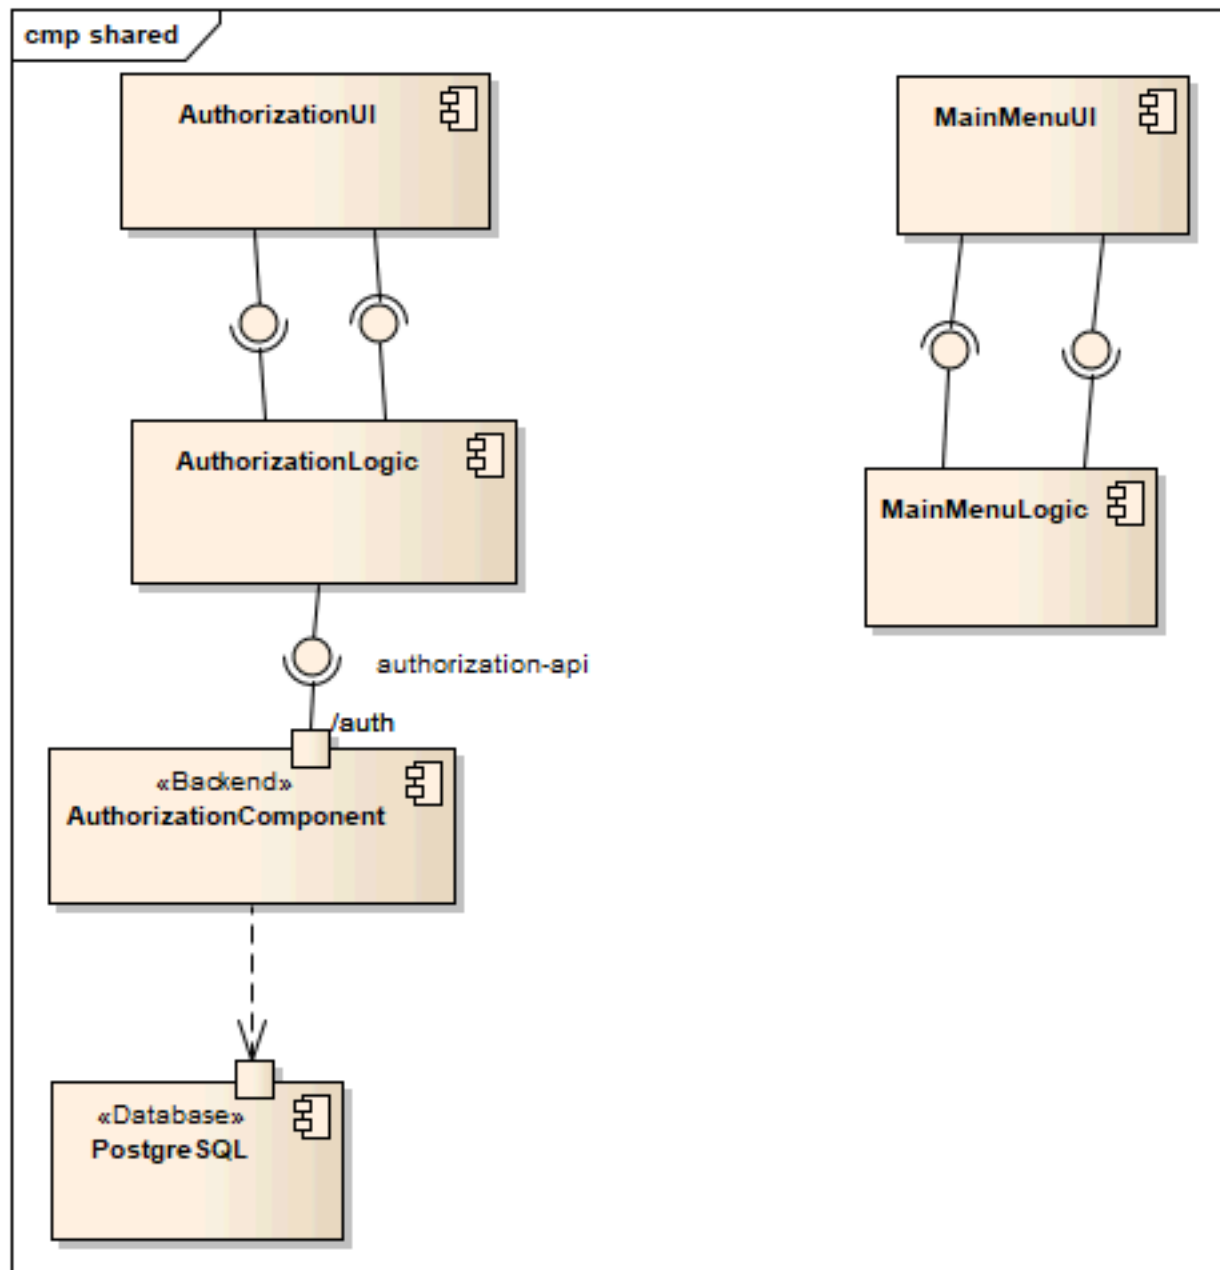 cmp shared
AuthorizationUI
MainMenuUI
AuthorizationLogic
MainMenuLogic
authorization-api
/auth
«Backend»
AuthorizationComponent
«Database»
PostgreSQL